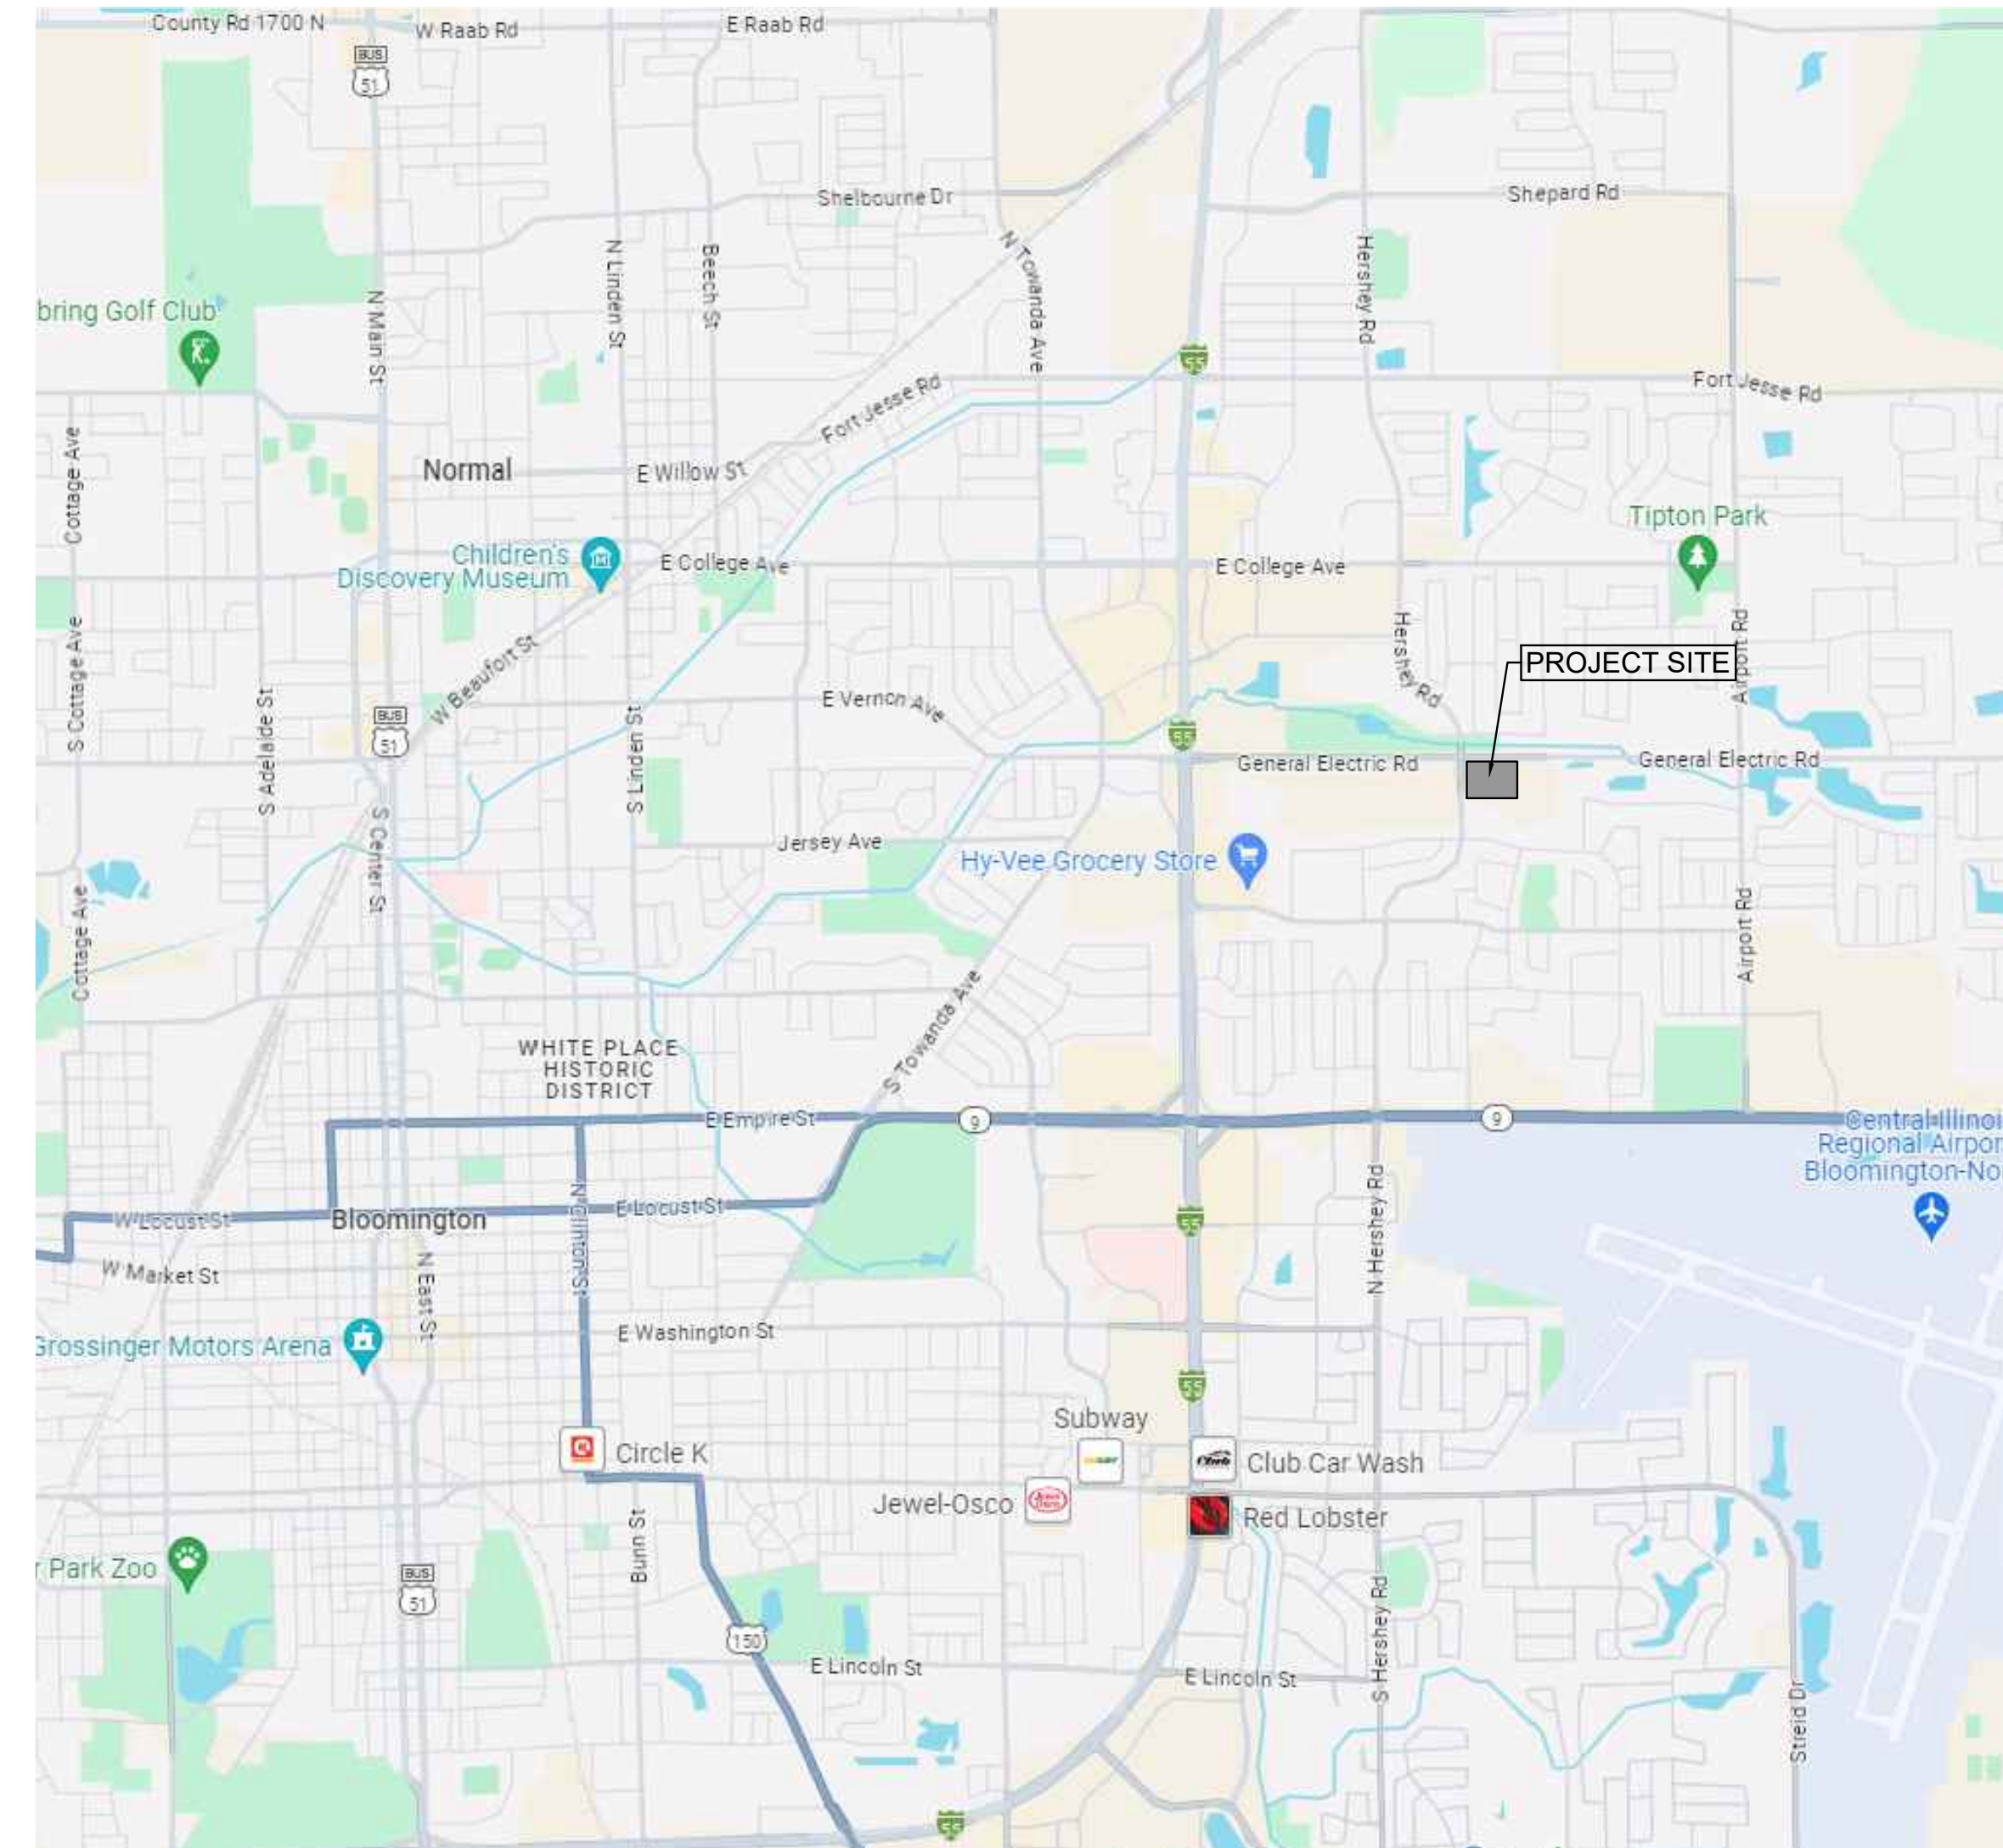 County Rd 1700 N
W Raab Rd
E Raab Rd
BUS
51
Shelbourne Dr
Shepard Rd
N Linden St
Beech St
N Towanda Ave
Hershey Rd
bring Golf Club
N Main St
55
Fort Jesse Rd
Fort Jesse Rd
Cottage Ave
Normal
E Willow St
Tipton Park
Children's
Discovery Museum
E College Ave
E College Ave
S Cottage Ave
W Beaufort St
Hershey Rd
PROJECT SITE
Airport Rd
S Adelaide St
BUS
51
S Linden St
E Vernon Ave
55
General Electric Rd
General Electric Rd
S Center St
Jersey Ave
Hy-Vee Grocery Store
Cottage Ave
Airport Rd
S Towanda Ave
WHITE PLACE
HISTORIC
DISTRICT
E Empire St
9
9
Central Illinoi
Regional Airpor
Bloomington-No
W Locust St
Bloomington
N Clinton St
E Locust St
55
N Hershey Rd
W Market St
N East St
Grossinger Motors Arena
E Washington St
55
Subway
Circle K
Club Car Wash
Jewel-Osco
Red Lobster
Bunn St
r Park Zoo
BUS
51
150
E Lincoln St
E Lincoln St
S Hershey Rd
Streid Dr
55